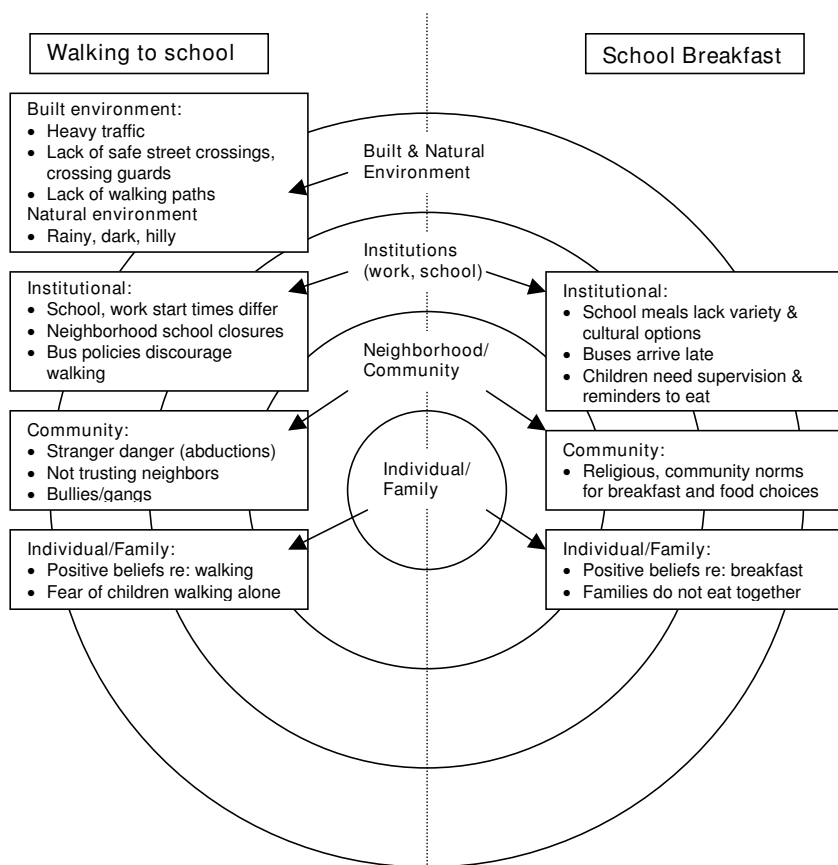 Walking to school
School Breakfast
Built environment:
• Heavy traffic
• Lack of safe street crossings,
crossing guards
• Lack of walking paths
Natural environment
• Rainy, dark, hilly
Built & Natural
Environment
Institutions
(work, school)
Institutional:
• School, work start times differ
• Neighborhood school closures
• Bus policies discourage
walking
Institutional:
• School meals lack variety &
cultural options
• Buses arrive late
• Children need supervision &
reminders to eat
Neighborhood/
Community
Community:
• Stranger danger (abductions)
• Not trusting neighbors
• Bullies/gangs
Community:
• Religious, community norms
for breakfast and food choices
Individual/
Family
Individual/Family:
• Positive beliefs re: walking
• Fear of children walking alone
Individual/Family:
• Positive beliefs re: breakfast
• Families do not eat together